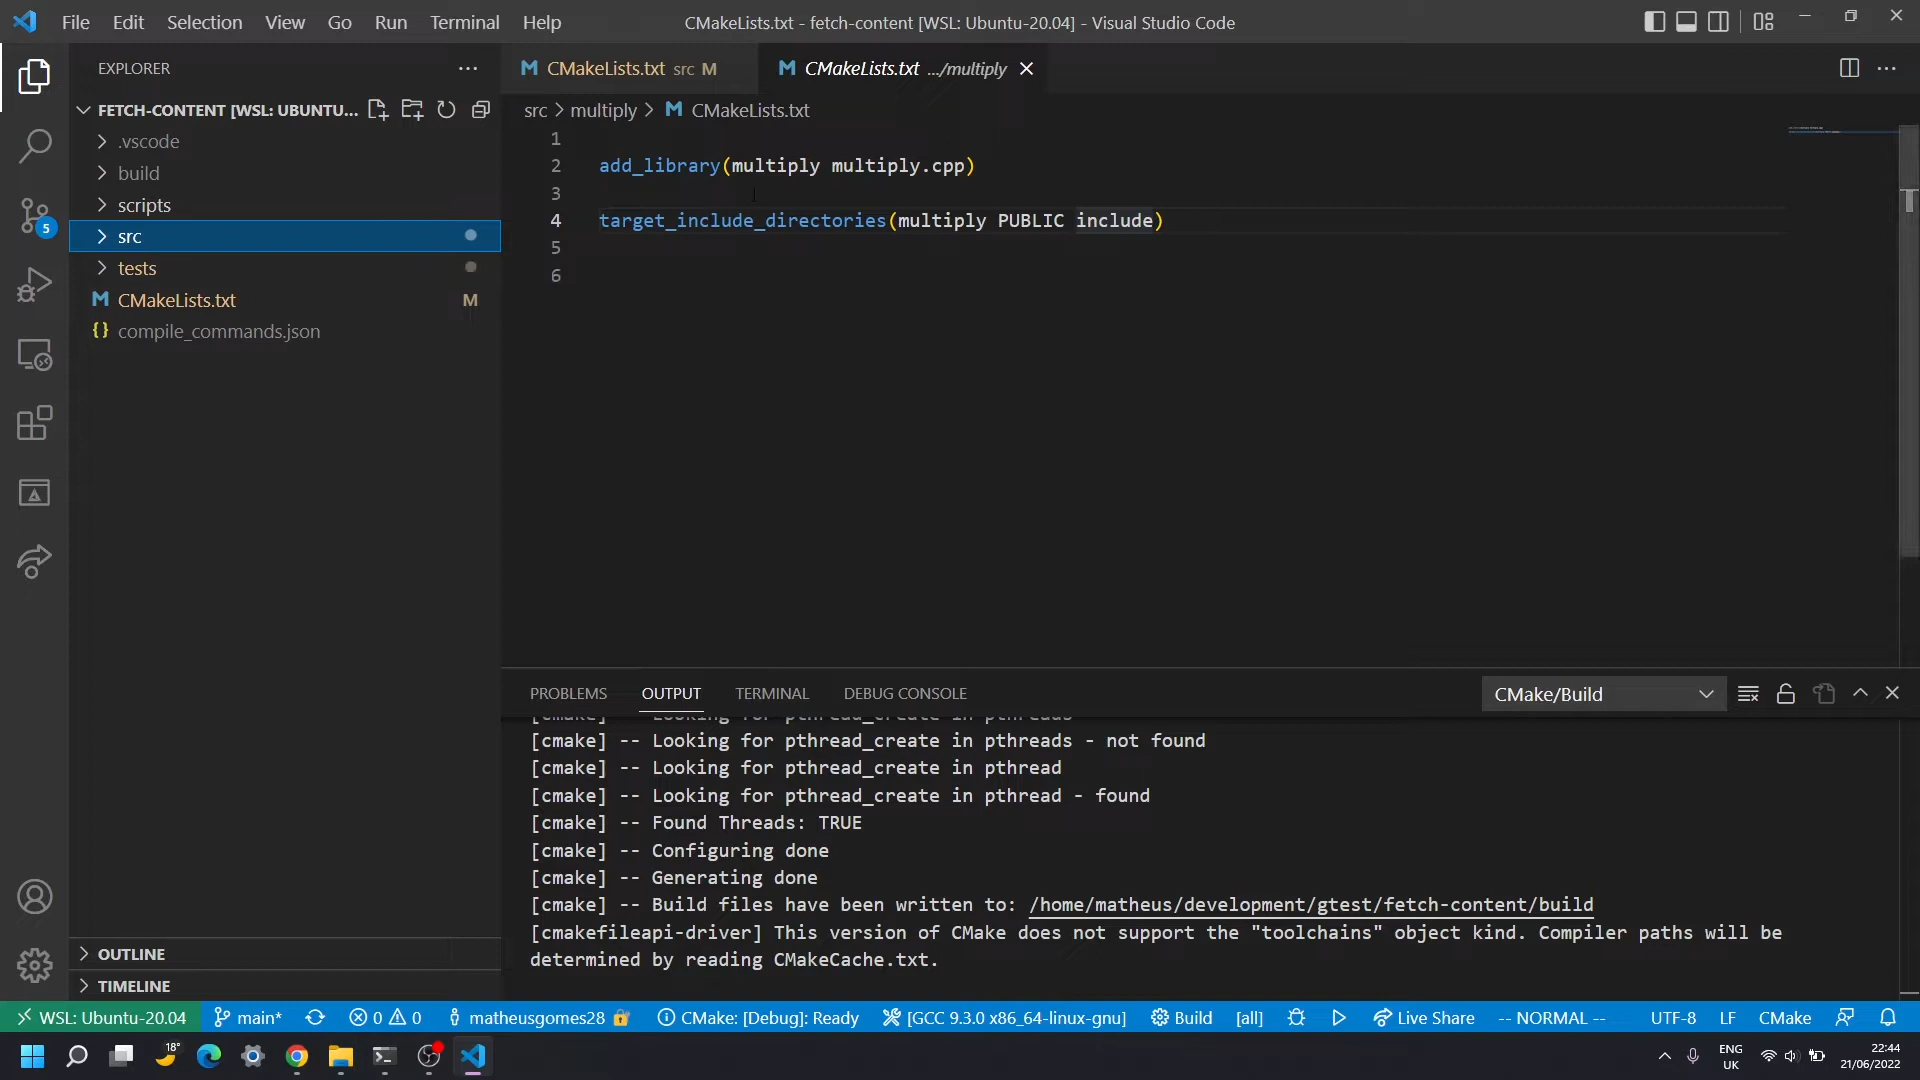 File Edit Selection View Go Run Terminal Help
CMakeLists.txt - fetch-content [WSL: Ubuntu-20.04] - Visual Studio Code
EXPLORER
FETCH-CONTENT [WSL: UBUNTU...
.vscode
build
scripts
src
tests
CMakeLists.txt M
compile_commands.json
OUTLINE
TIMELINE
5
CMakeLists.txt src M
CMakeLists.txt .../multiply
src > multiply > CMakeLists.txt
1
2 add_library(multiply multiply.cpp)
3
4 target_include_directories(multiply PUBLIC include)
5
6
PROBLEMS OUTPUT TERMINAL DEBUG CONSOLE
CMake/Build
[cmake] -- Looking for pthread_create in pthreads
[cmake] -- Looking for pthread_create in pthreads - not found
[cmake] -- Looking for pthread_create in pthread
[cmake] -- Looking for pthread_create in pthread - found
[cmake] -- Found Threads: TRUE
[cmake] -- Configuring done
[cmake] -- Generating done
[cmake] -- Build files have been written to: /home/matheus/development/gtest/fetch-content/build
[cmakefileapi-driver] This version of CMake does not support the "toolchains" object kind. Compiler paths will be
determined by reading CMakeCache.txt.
WSL: Ubuntu-20.04 main* 0 0 matheusgomes28 CMake: [Debug]: Ready [GCC 9.3.0 x86_64-linux-gnu] Build [all] Live Share -- NORMAL -- UTF-8 LF CMake
18°
ENG
UK
22:44
21/06/2022